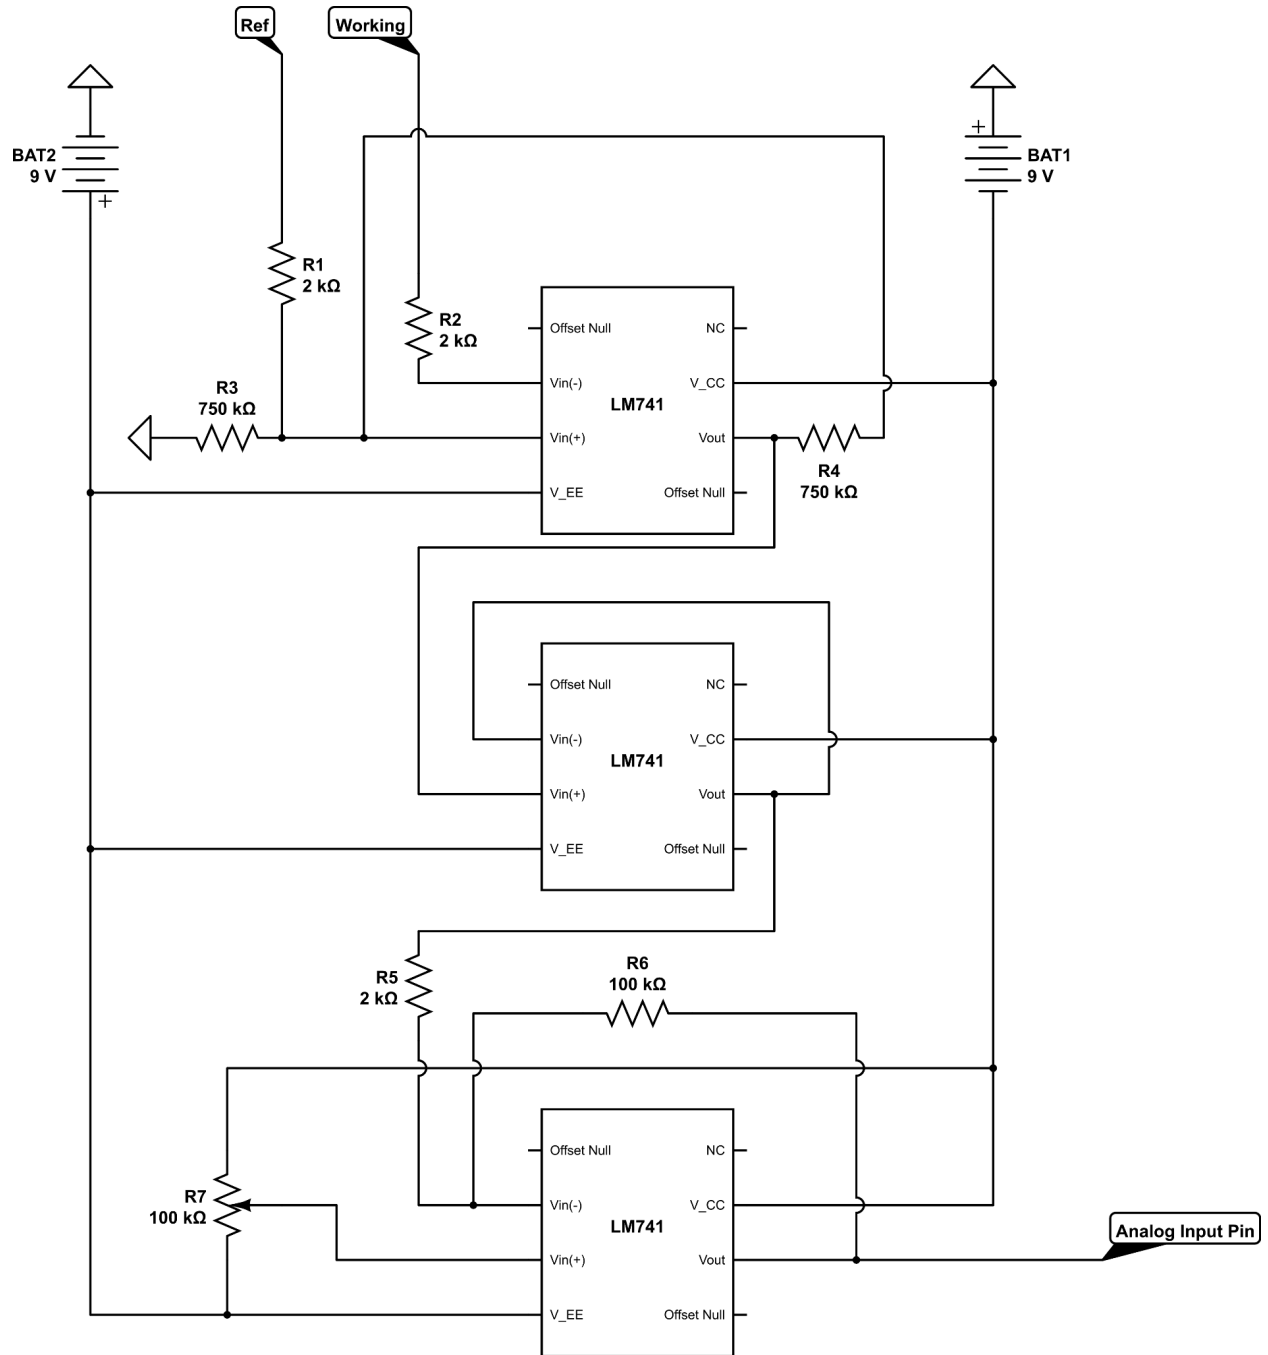 Ref
Working
BAT2
9 V
+
+
BAT1
9 V
R1
2 kΩ
R2
2 kΩ
R3
750 kΩ
Offset Null
NC
Vin(-)
V_CC
LM741
Vin(+)
Vout
V_EE
Offset Null
R4
750 kΩ
Offset Null
NC
Vin(-)
V_CC
LM741
Vin(+)
Vout
V_EE
Offset Null
R5
2 kΩ
R6
100 kΩ
R7
100 kΩ
Offset Null
NC
Vin(-)
V_CC
LM741
Vin(+)
Vout
V_EE
Offset Null
Analog Input Pin